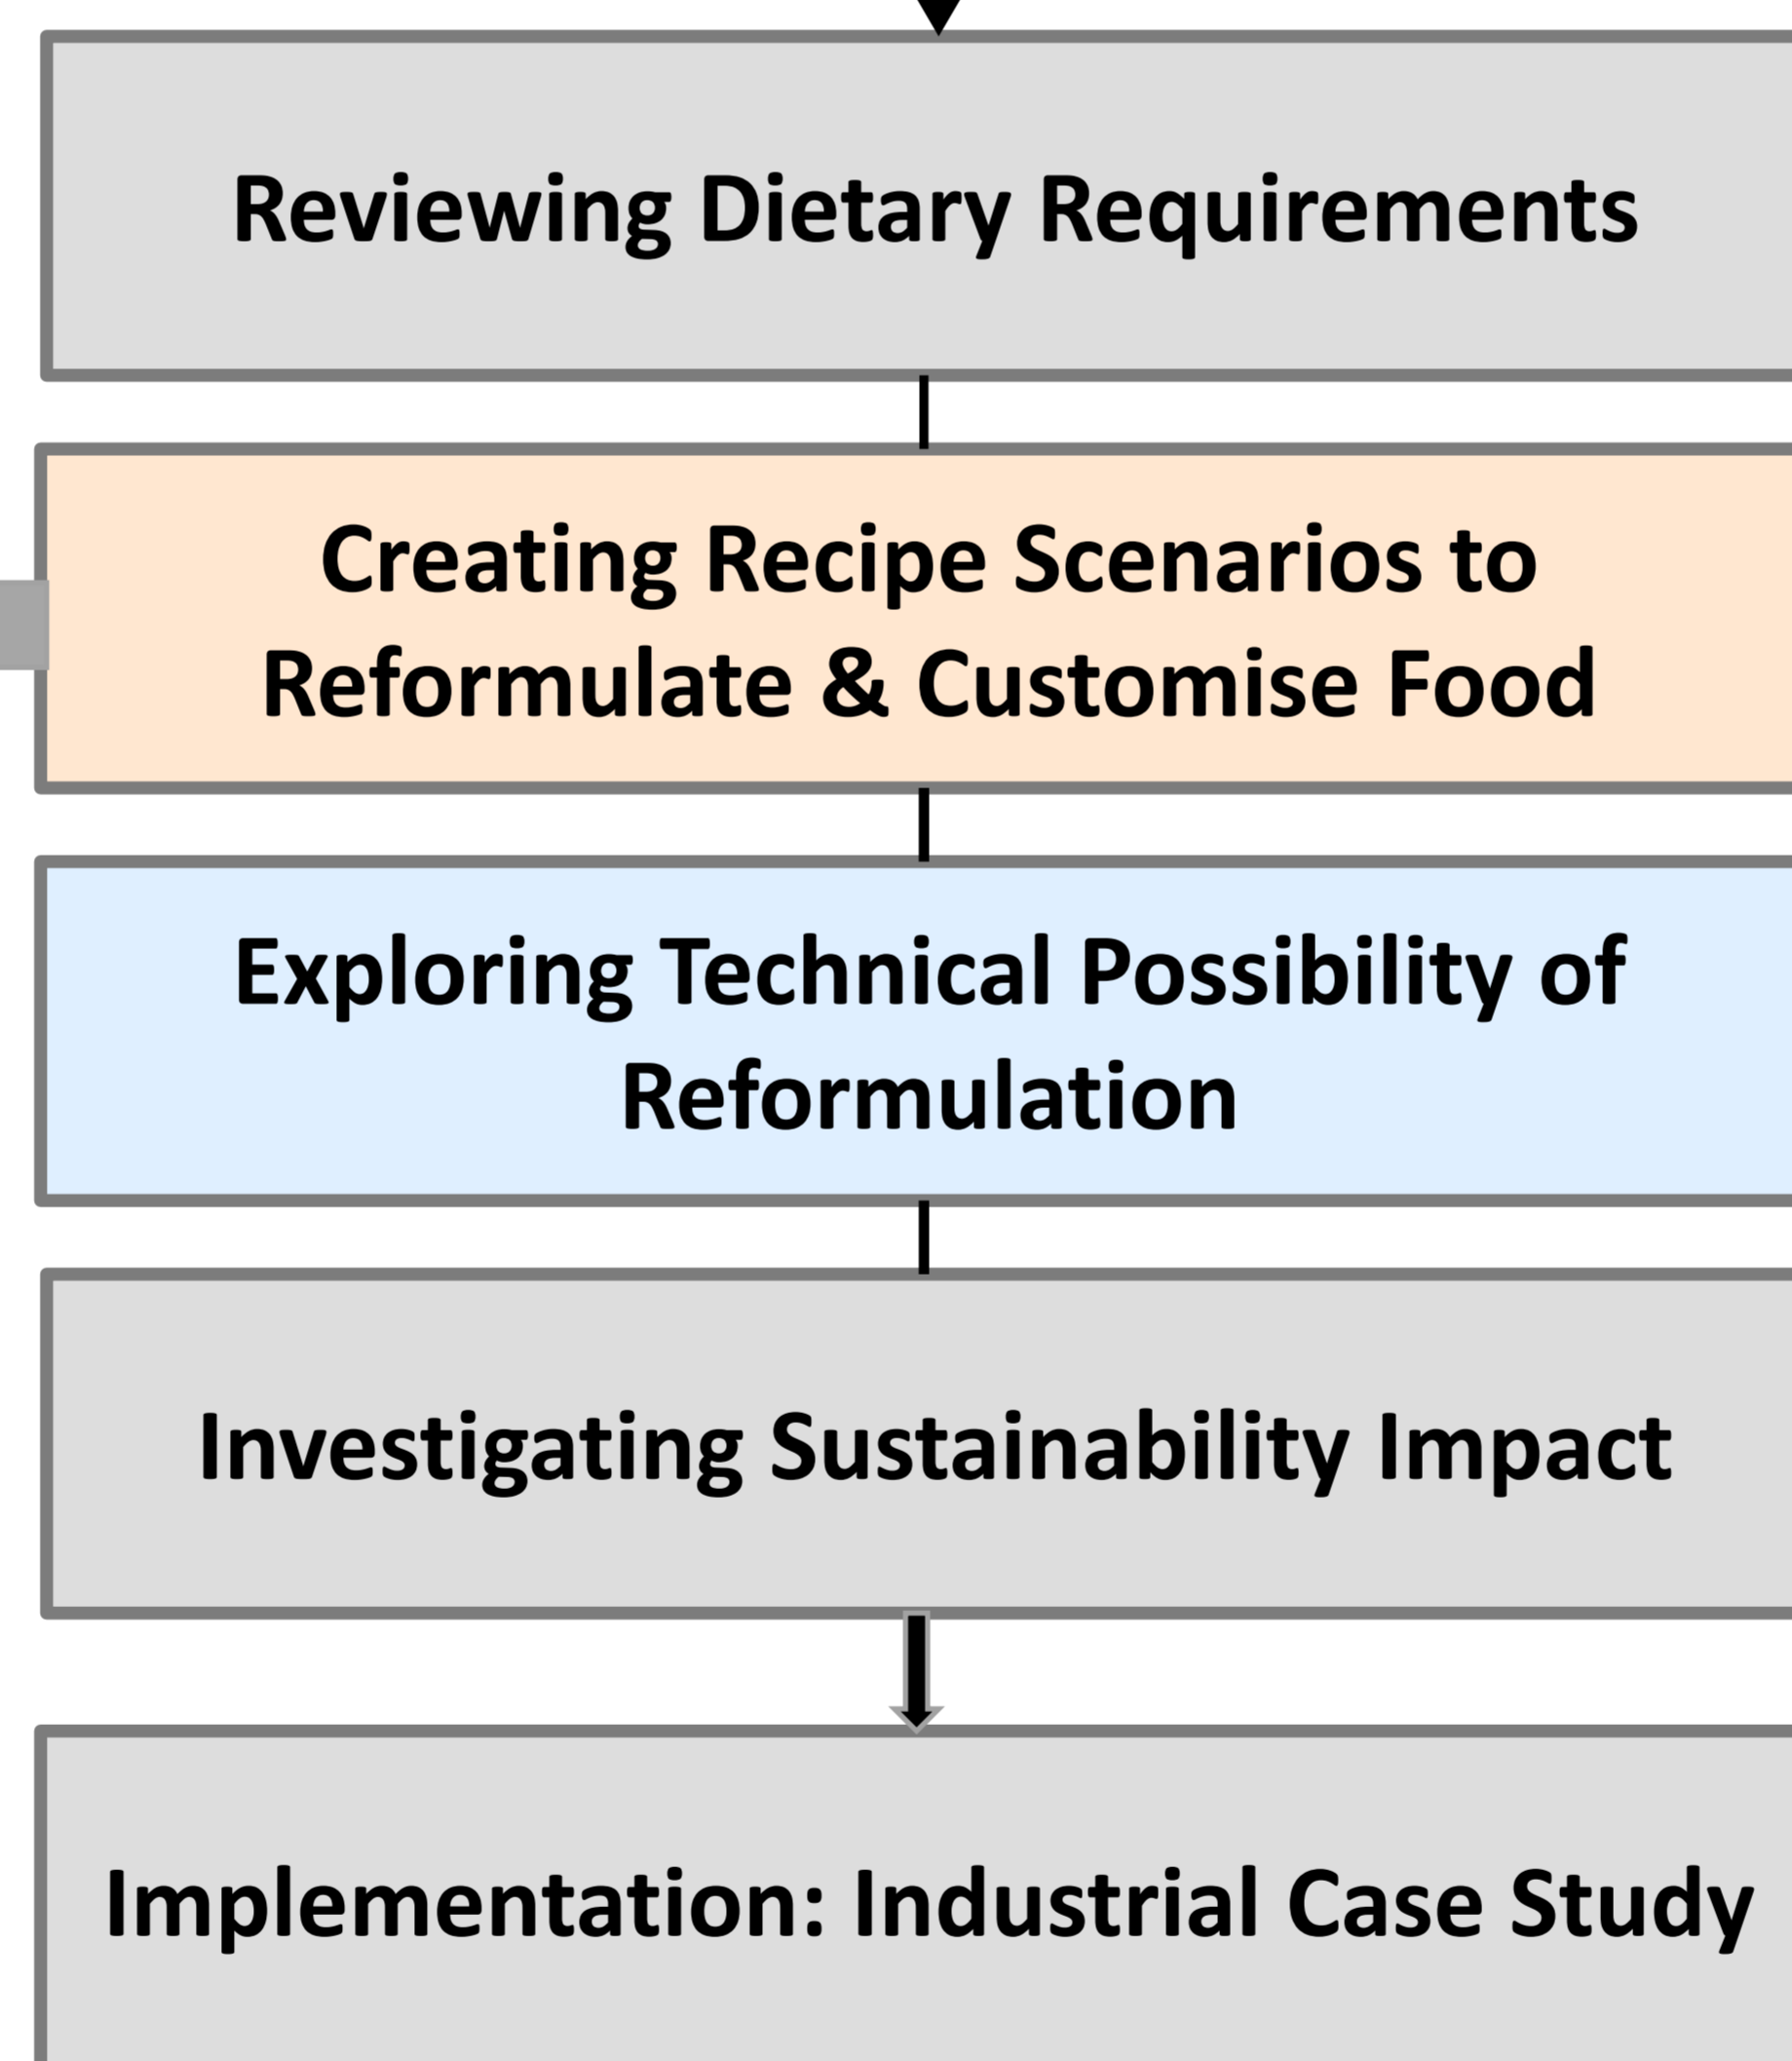 Reviewing Dietary Requirements
Creating Recipe Scenarios to
Reformulate & Customise Food
Exploring Technical Possibility of
Reformulation
Investigating Sustainability Impact
Implementation: Industrial Case Study